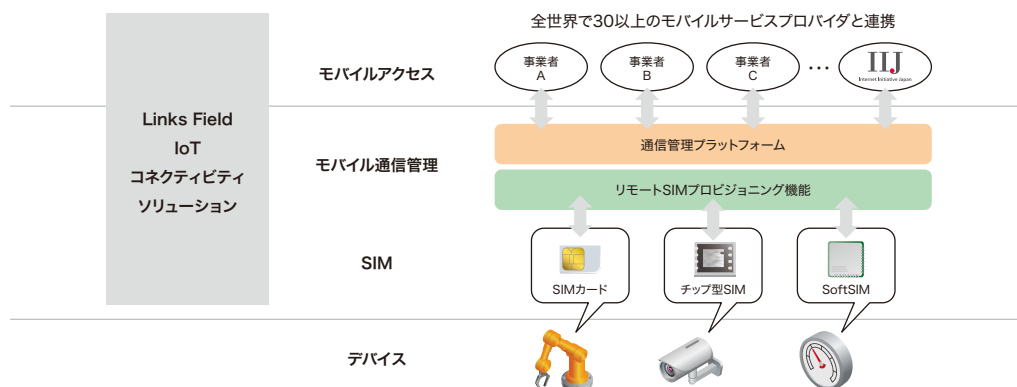 全世界で30以上のモバイルサービスプロバイダと連携
モバイルアクセス
事業者
A
事業者
B
事業者
C
…
IIJ
Internet Initiative Japan
Links Field
IoT
コネクティビティ
ソリューション
モバイル通信管理
通信管理プラットフォーム
リモートSIMプロビジョニング機能
SIM
SIMカード
チップ型SIM
SoftSIM
デバイス